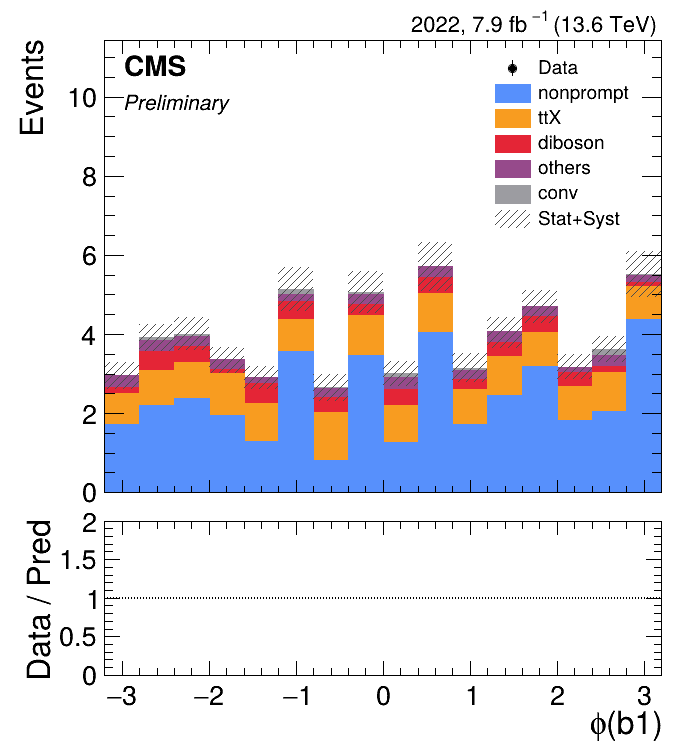 2022, 7.9 fb⁻¹ (13.6 TeV)
CMS
Preliminary
Events
10
8
6
4
2
0
Data
nonprompt
ttX
diboson
others
conv
Stat+Syst
Data / Pred
2
1.5
1
0.5
0
−3 −2 −1 0 1 2 3
ϕ(b1)